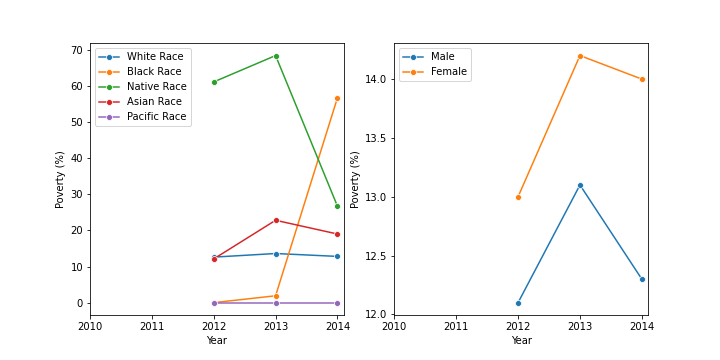 White Race
Black Race
Native Race
Asian Race
Pacific Race
70
60
50
40
30
20
10
0
Poverty (%)
2010 2011 2012 2013 2014
Year
Male
Female
14.0
13.5
13.0
12.5
12.0
Poverty (%)
2010 2011 2012 2013 2014
Year